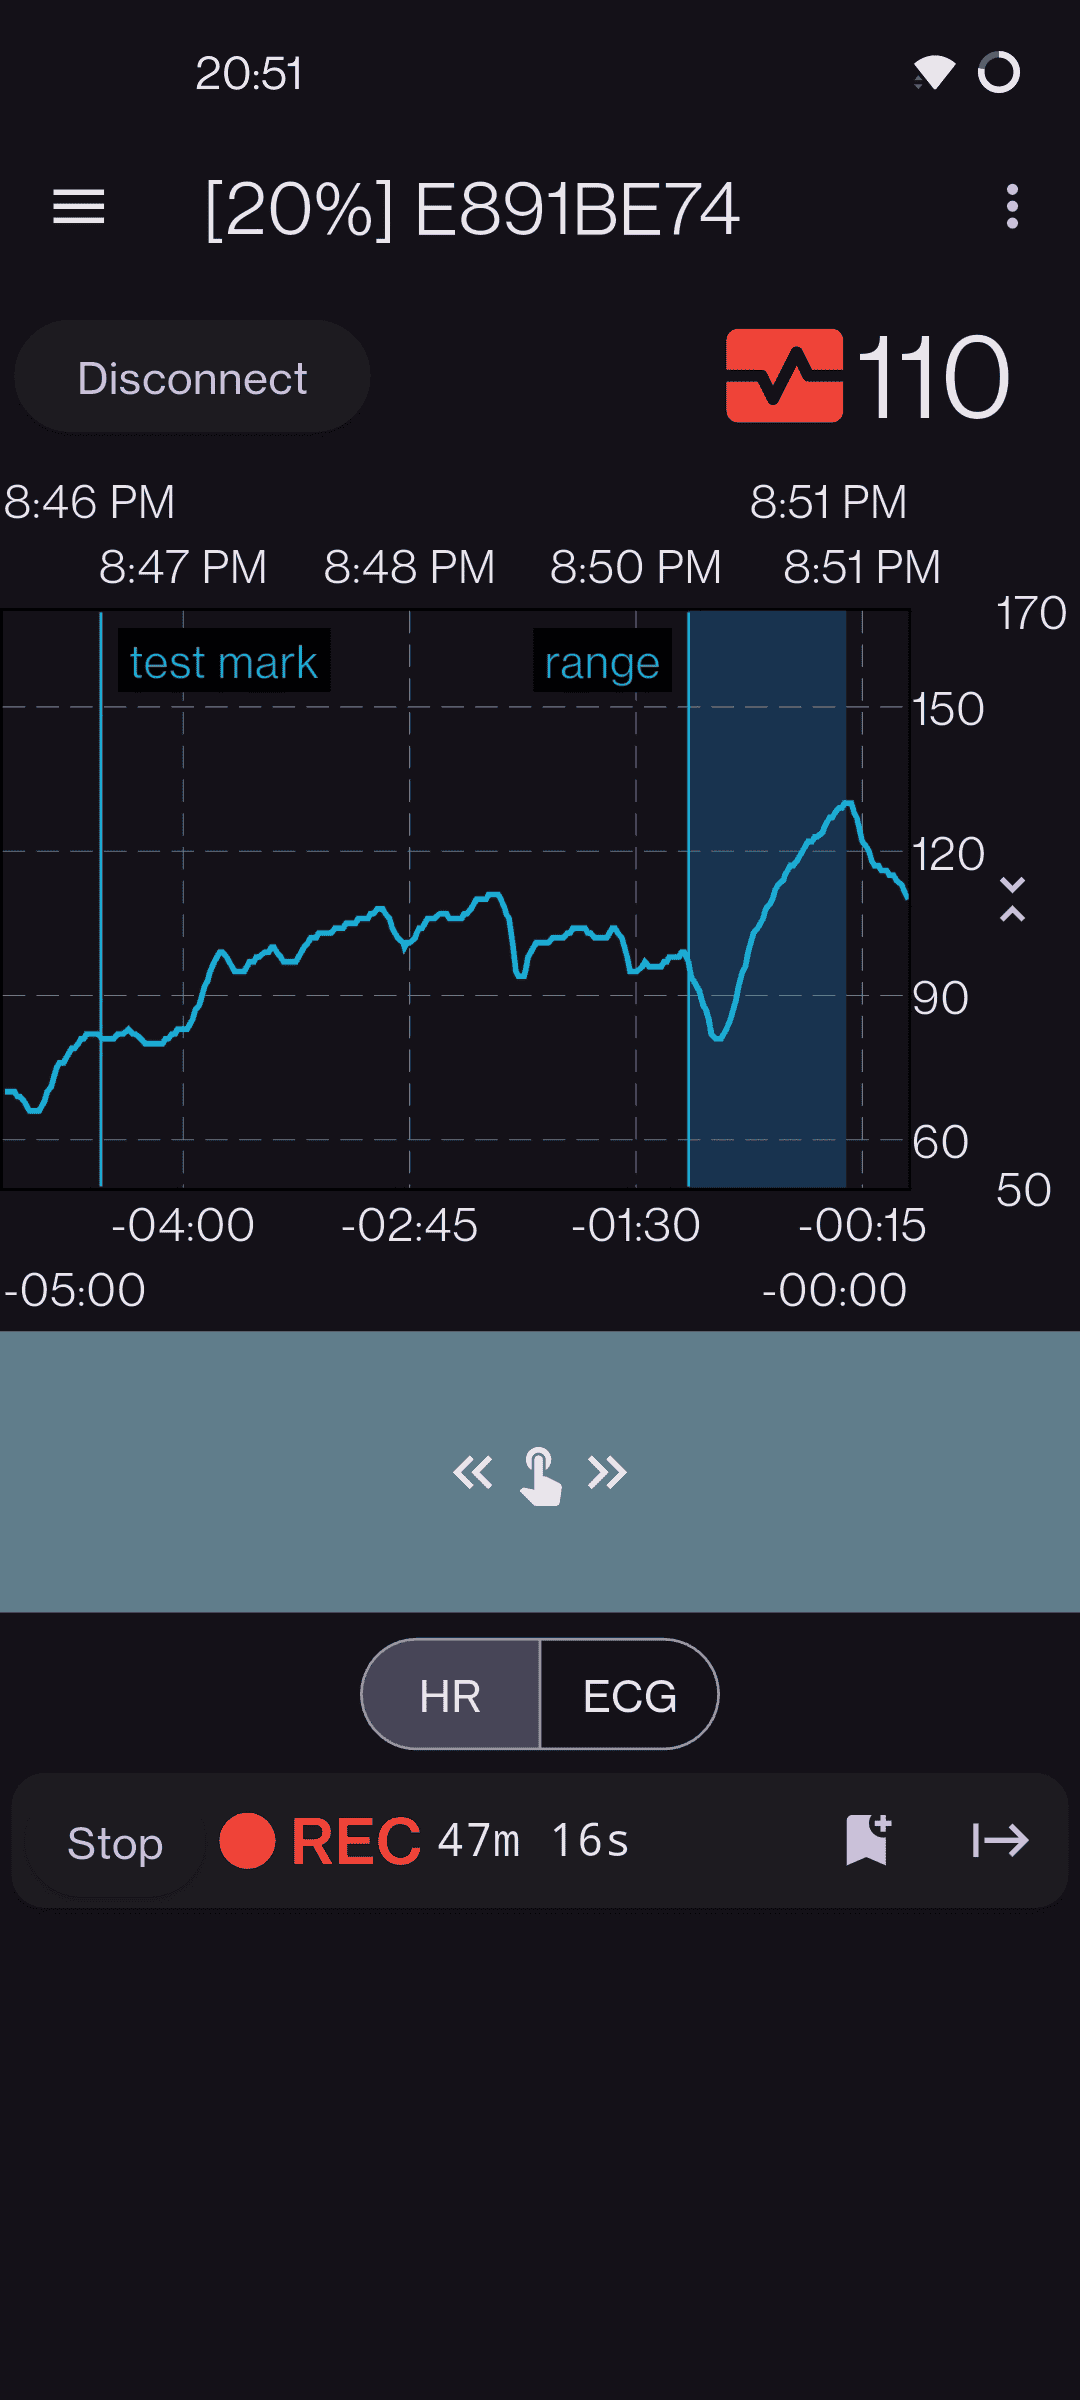 20:51
[20%] E891BE74
Disconnect
110
8:46 PM 8:51 PM
8:47 PM 8:48 PM 8:50 PM 8:51 PM
170
test mark range
150
120
90
60
50
-04:00 -02:45 -01:30 -00:15
-05:00 -00:00
HR ECG
Stop REC 47m 16s